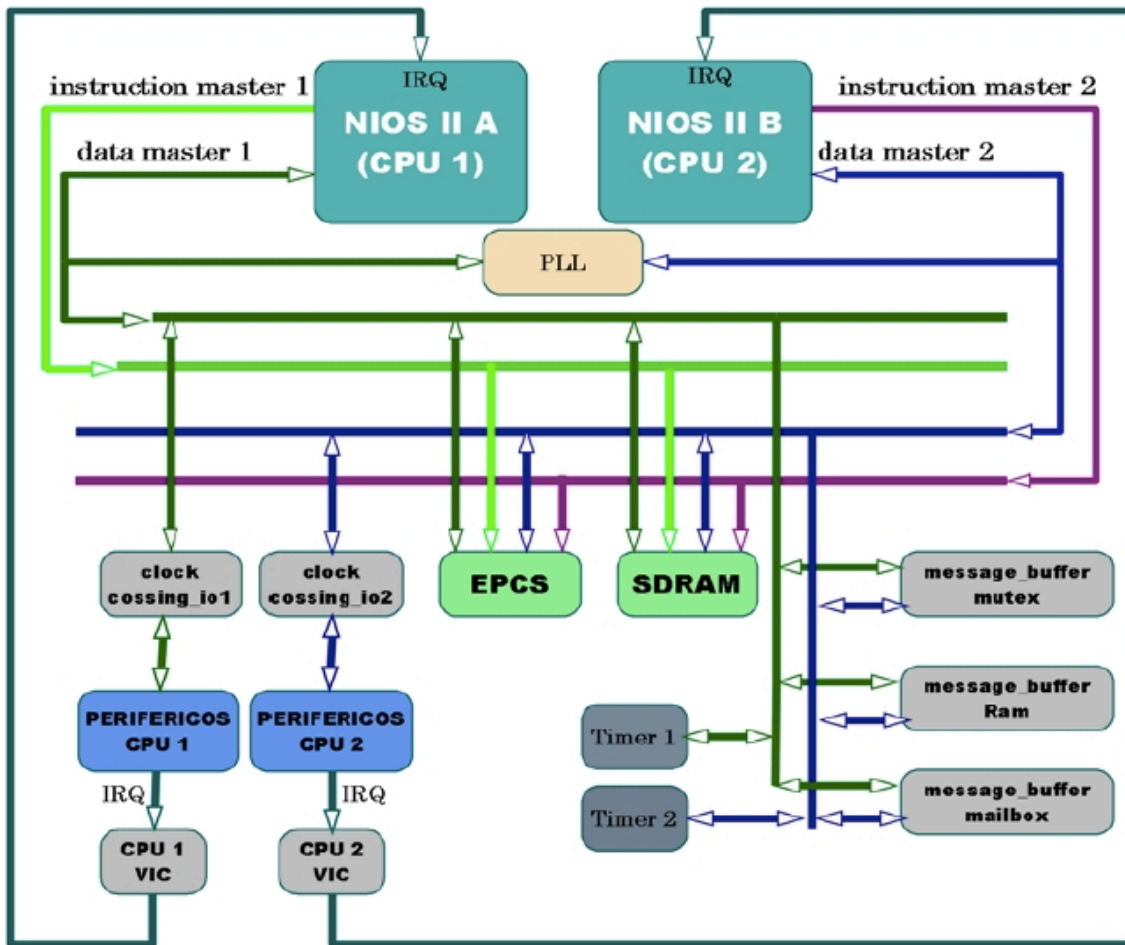 IRQ
NIOS II A
(CPU 1)
IRQ
NIOS II B
(CPU 2)
instruction master 1
instruction master 2
data master 1
data master 2
PLL
clock
cossing_io1
clock
cossing_io2
EPCS
SDRAM
message_buffer
mutex
PERIFERICOS
CPU 1
PERIFERICOS
CPU 2
message_buffer
Ram
Timer 1
Timer 2
message_buffer
mailbox
IRQ
IRQ
CPU 1
VIC
CPU 2
VIC